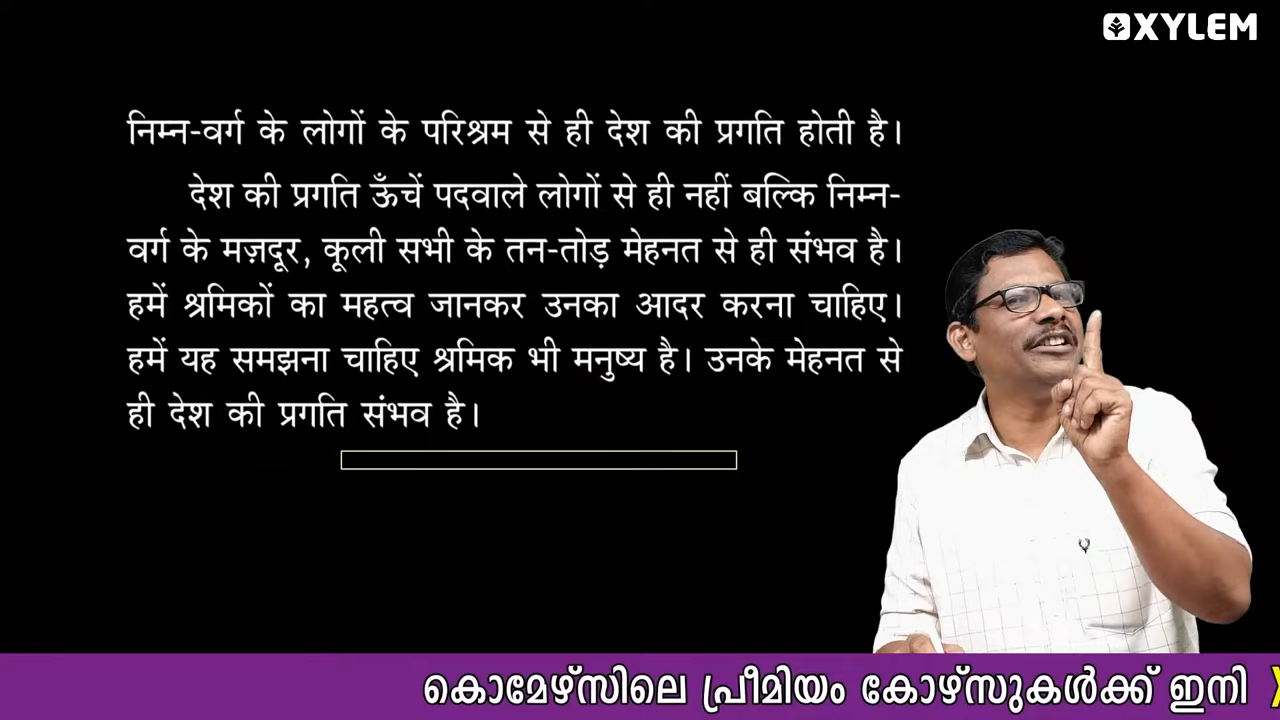 XYLEM
निम्न-वर्ग के लोगों के परिश्रम से ही देश की प्रगति होती है।
देश की प्रगति ऊँचें पदवाले लोगों से ही नहीं बल्कि निम्न-
वर्ग के मज़दूर, कूली सभी के तन-तोड़ मेहनत से ही संभव है।
हमें श्रमिकों का महत्व जानकर उनका आदर करना चाहिए।
हमें यह समझना चाहिए श्रमिक भी मनुष्य है। उनके मेहनत से
ही देश की प्रगति संभव है।
കൊമേഴ്സിലെ പ്രീമിയം കോഴ്സുകൾക്ക് ഇനി